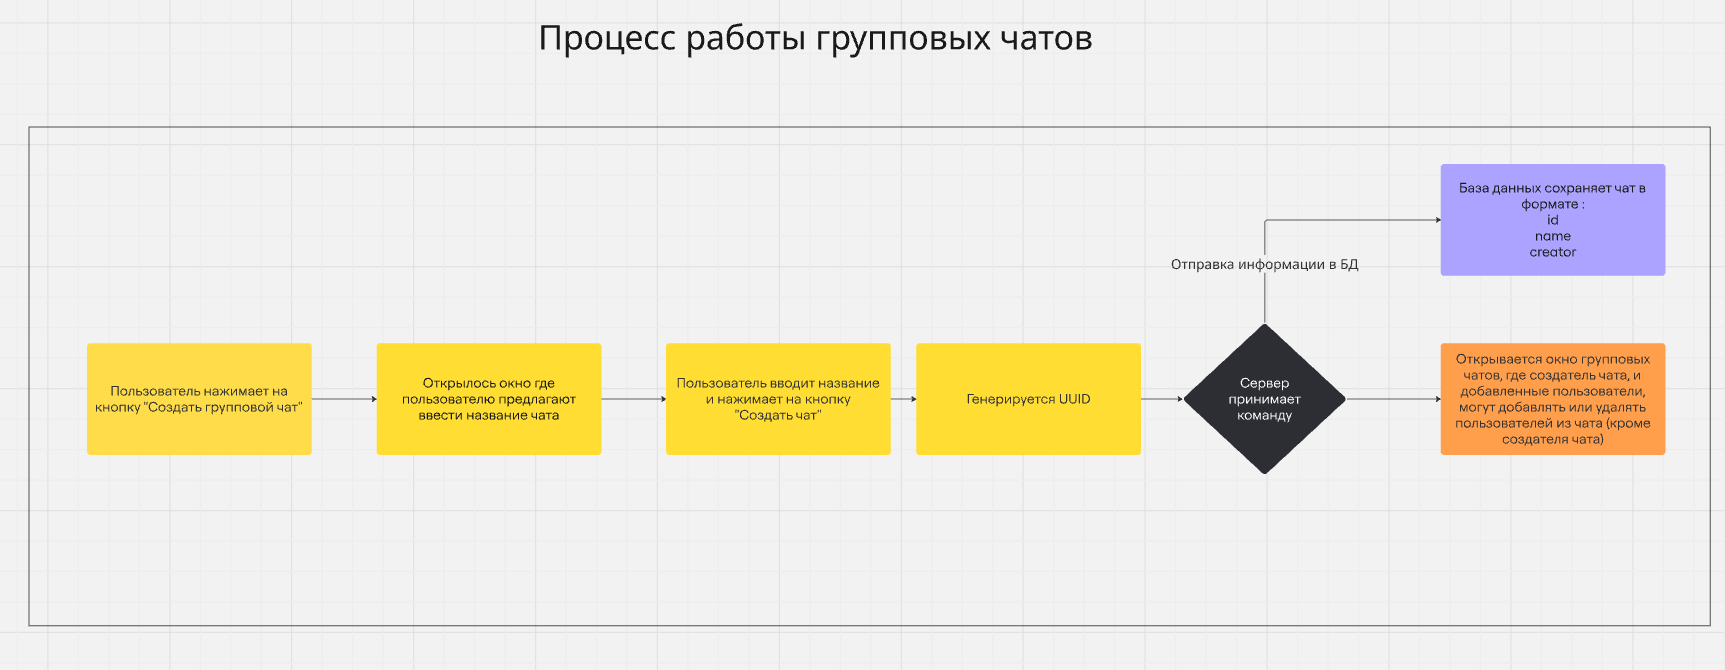 Процесс работы групповых чатов
Пользователь нажимает на
кнопку "Создать групповой чат"
Открылось окно где
пользователю предлагают
ввести название чата
Пользователь вводит название
и нажимает на кнопку
"Создать чат"
Генерируется UUID
Сервер
принимает
команду
Отправка информации в БД
База данных сохраняет чат в
формате :
id
name
creator
Открывается окно групповых
чатов, где создатель чата, и
добавленные пользователи,
могут добавлять или удалять
пользователей из чата (кроме
создателя чата)